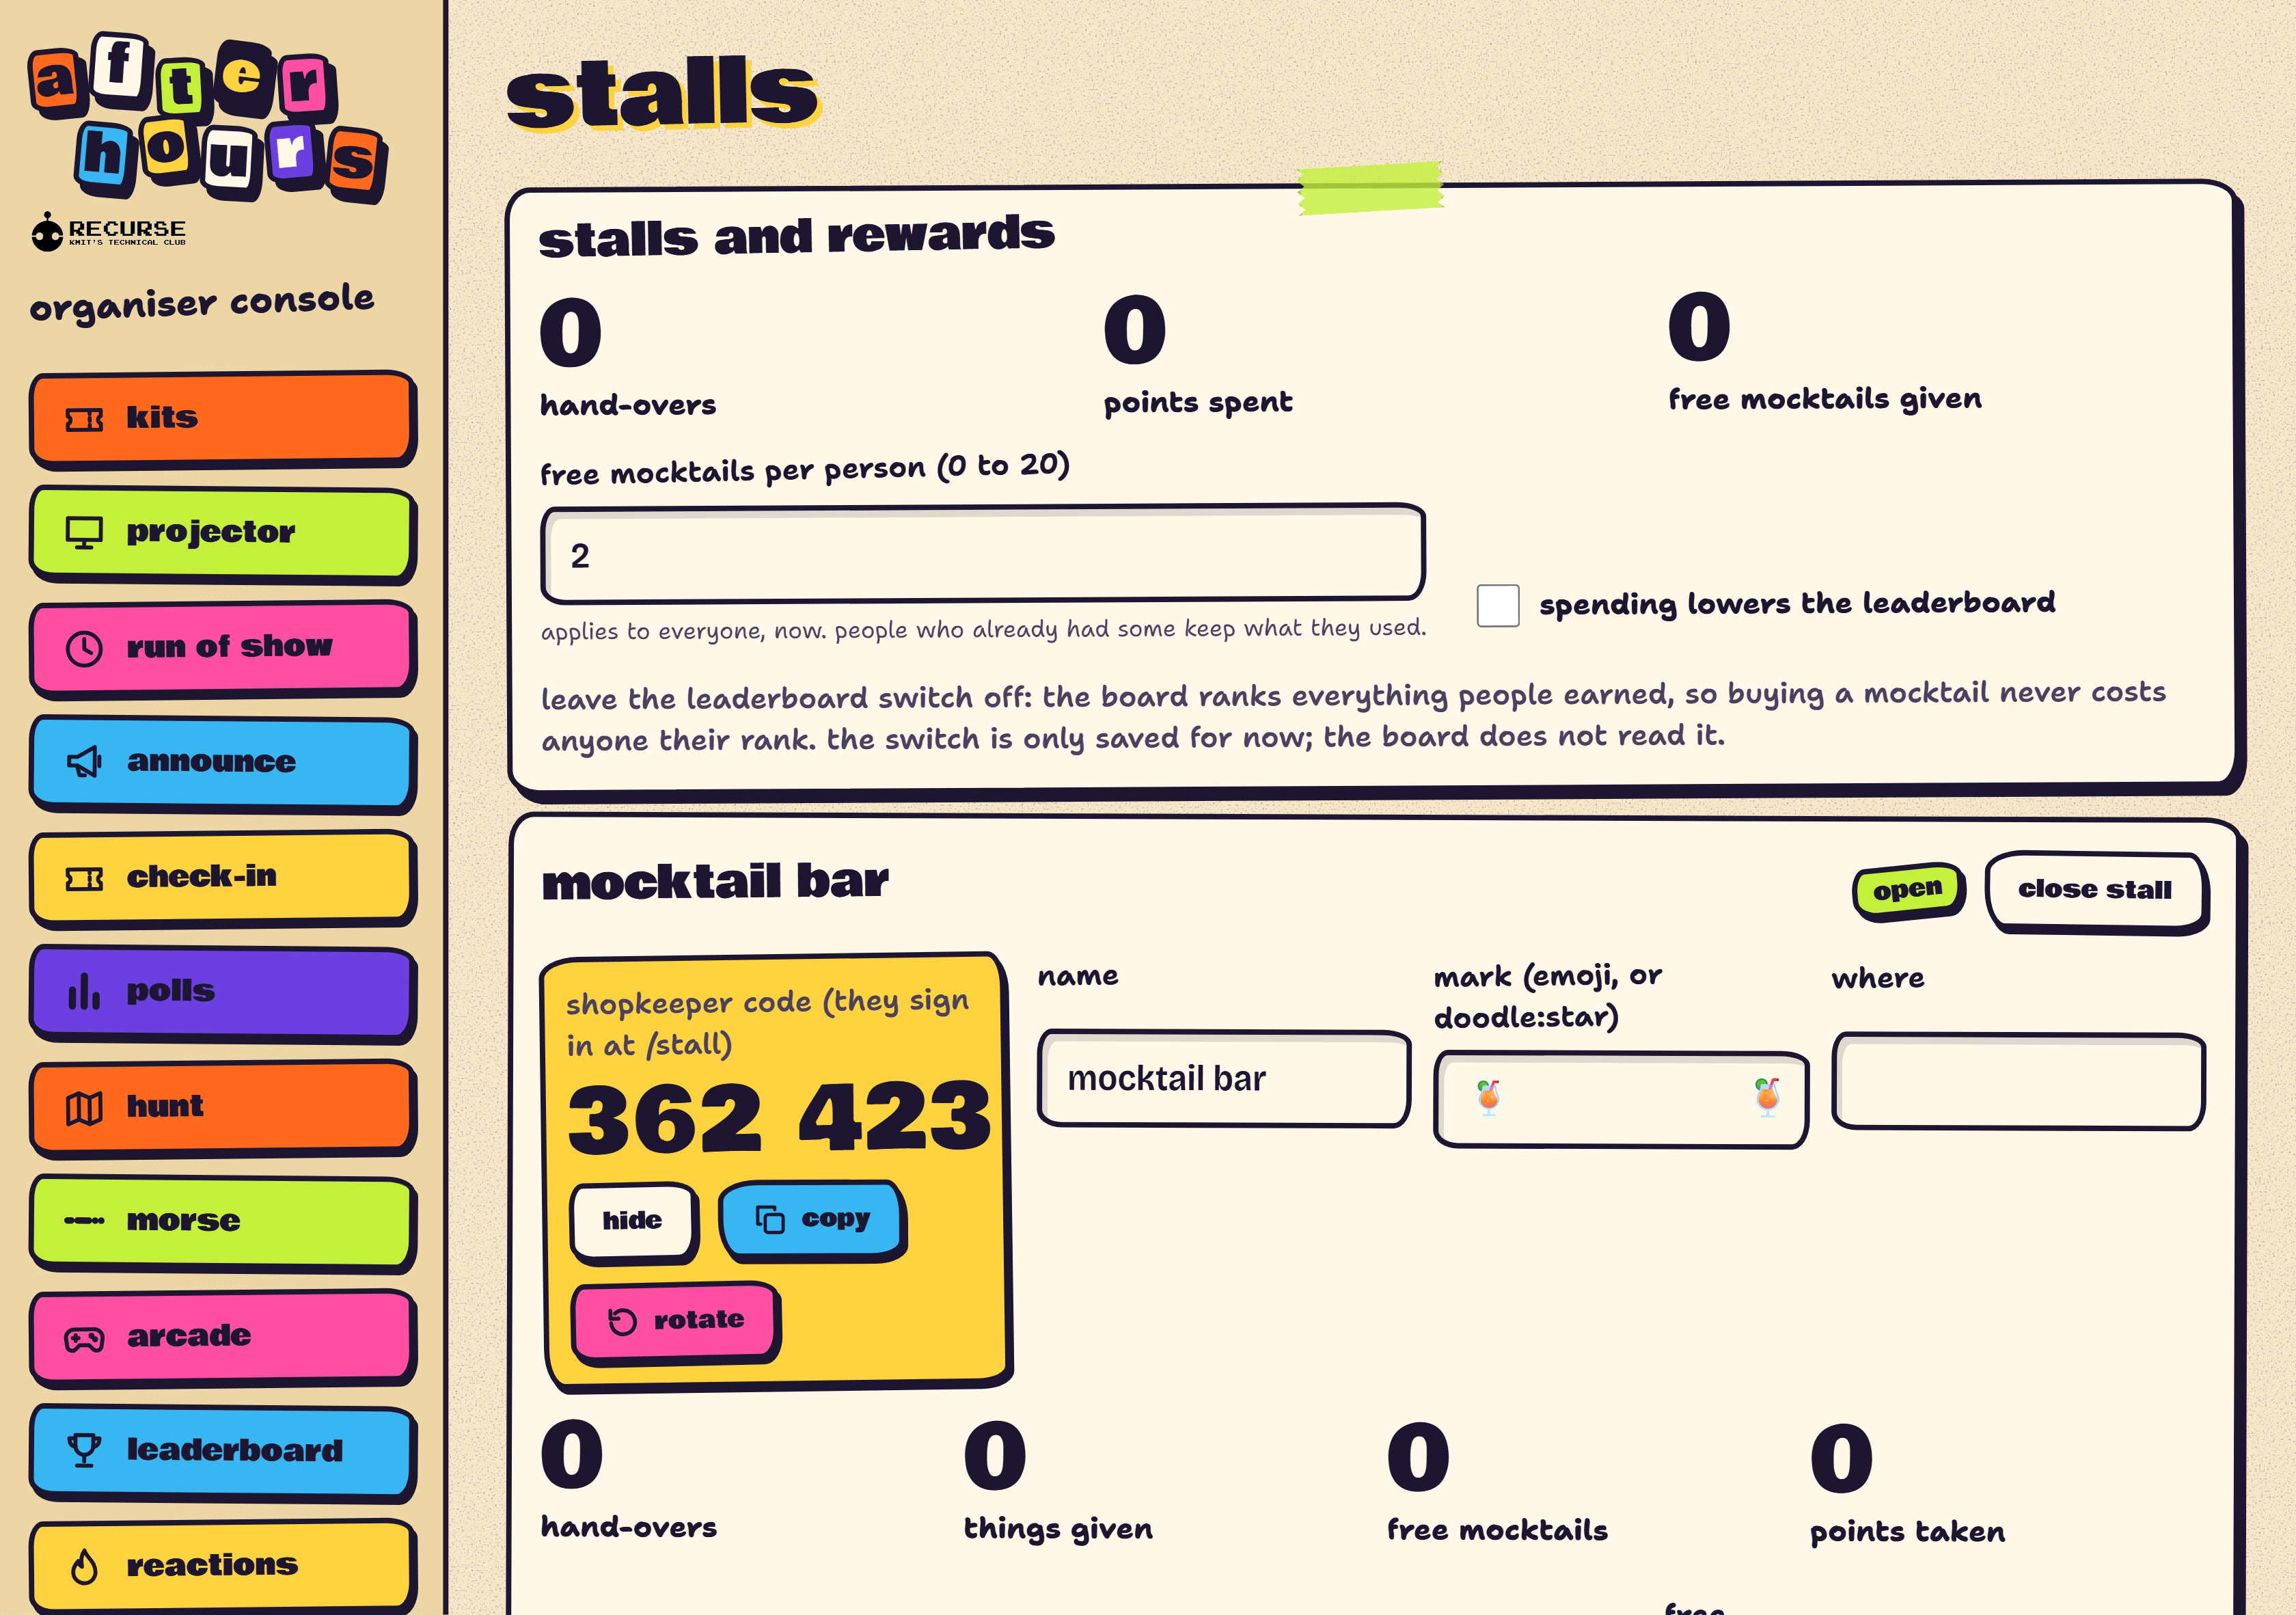 after
hours
RECURSE
KMIT'S TECHNICAL CLUB
organiser console
kits
projector
run of show
announce
check-in
polls
hunt
morse
arcade
leaderboard
reactions
stalls
stalls and rewards
0
hand-overs
0
points spent
0
free mocktails given
free mocktails per person (0 to 20)
2
applies to everyone, now. people who already had some keep what they used.
spending lowers the leaderboard
leave the leaderboard switch off: the board ranks everything people earned, so buying a mocktail never costs
anyone their rank. the switch is only saved for now; the board does not read it.
mocktail bar
open
close stall
shopkeeper code (they sign
in at /stall)
362 423
hide
copy
rotate
name
mocktail bar
mark (emoji, or
doodle:star)
🍹 🍹
where
0
hand-overs
0
things given
0
free mocktails
0
points taken
free